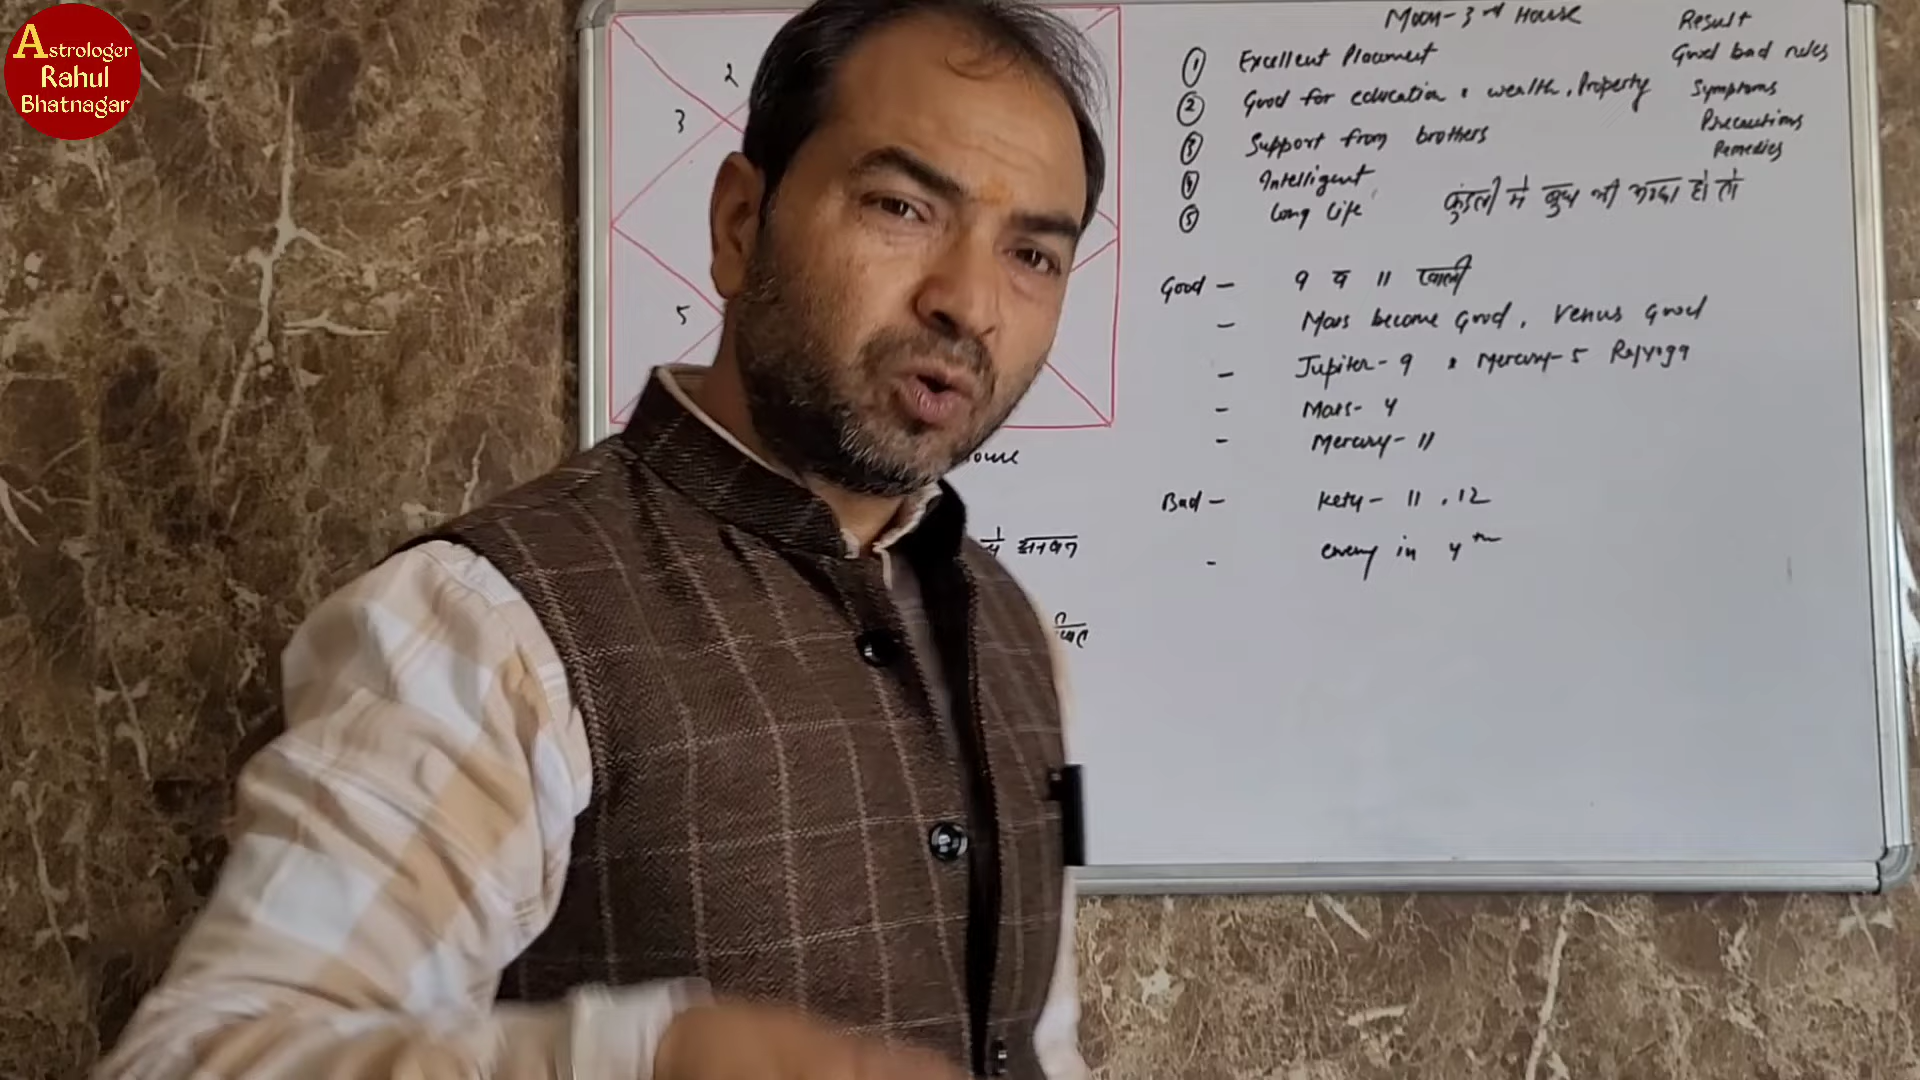 Astrologer
Rahul
Bhatnagar
2
3
5
ouse
Moon - 3rd House
① Excellent Placement
② Good for education & wealth, Property
③ Support from brothers
④ Intelligent
⑤ Long life
Result
Good bad rules
Symptoms
Precautions
Remedies
कुंडली में बुध भी मन्दा हो तो
Good - 9 व 11 खाली
- Mars become Good, Venus Good
- Jupiter - 9 & Mercury - 5 Rajyoga
- Mars - 4
- Mercury - 11
Bad - Ketu - 11, 12
- enemy in 4th